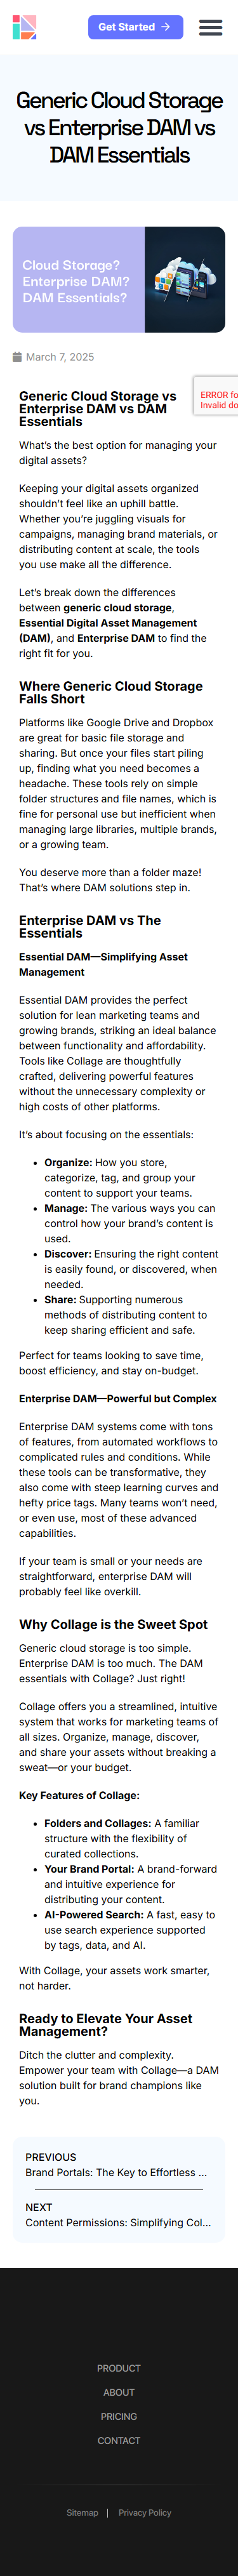 Get Started →
Generic Cloud Storage
vs Enterprise DAM vs
DAM Essentials
Cloud Storage?
Enterprise DAM?
DAM Essentials?
March 7, 2025
ERROR fo
Invalid do
Generic Cloud Storage vs
Enterprise DAM vs DAM
Essentials
What's the best option for managing your
digital assets?
Keeping your digital assets organized
shouldn't feel like an uphill battle.
Whether you're juggling visuals for
campaigns, managing brand materials, or
distributing content at scale, the tools
you use make all the difference.
Let's break down the differences
between generic cloud storage,
Essential Digital Asset Management
(DAM), and Enterprise DAM to find the
right fit for you.
Where Generic Cloud Storage
Falls Short
Platforms like Google Drive and Dropbox
are great for basic file storage and
sharing. But once your files start piling
up, finding what you need becomes a
headache. These tools rely on simple
folder structures and file names, which is
fine for personal use but inefficient when
managing large libraries, multiple brands,
or a growing team.
You deserve more than a folder maze!
That's where DAM solutions step in.
Enterprise DAM vs The
Essentials
Essential DAM—Simplifying Asset
Management
Essential DAM provides the perfect
solution for lean marketing teams and
growing brands, striking an ideal balance
between functionality and affordability.
Tools like Collage are thoughtfully
crafted, delivering powerful features
without the unnecessary complexity or
high costs of other platforms.
It's about focusing on the essentials:
• Organize: How you store,
categorize, tag, and group your
content to support your teams.
• Manage: The various ways you can
control how your brand's content is
used.
• Discover: Ensuring the right content
is easily found, or discovered, when
needed.
• Share: Supporting numerous
methods of distributing content to
keep sharing efficient and safe.
Perfect for teams looking to save time,
boost efficiency, and stay on-budget.
Enterprise DAM—Powerful but Complex
Enterprise DAM systems come with tons
of features, from automated workflows to
complicated rules and conditions. While
these tools can be transformative, they
also come with steep learning curves and
hefty price tags. Many teams won't need,
or even use, most of these advanced
capabilities.
If your team is small or your needs are
straightforward, enterprise DAM will
probably feel like overkill.
Why Collage is the Sweet Spot
Generic cloud storage is too simple.
Enterprise DAM is too much. The DAM
essentials with Collage? Just right!
Collage offers you a streamlined, intuitive
system that works for marketing teams of
all sizes. Organize, manage, discover,
and share your assets without breaking a
sweat—or your budget.
Key Features of Collage:
• Folders and Collages: A familiar
structure with the flexibility of
curated collections.
• Your Brand Portal: A brand-forward
and intuitive experience for
distributing your content.
• AI-Powered Search: A fast, easy to
use search experience supported
by tags, data, and AI.
With Collage, your assets work smarter,
not harder.
Ready to Elevate Your Asset
Management?
Ditch the clutter and complexity.
Empower your team with Collage—a DAM
solution built for brand champions like
you.
PREVIOUS
Brand Portals: The Key to Effortless ...
NEXT
Content Permissions: Simplifying Col...
PRODUCT
ABOUT
PRICING
CONTACT
Sitemap | Privacy Policy